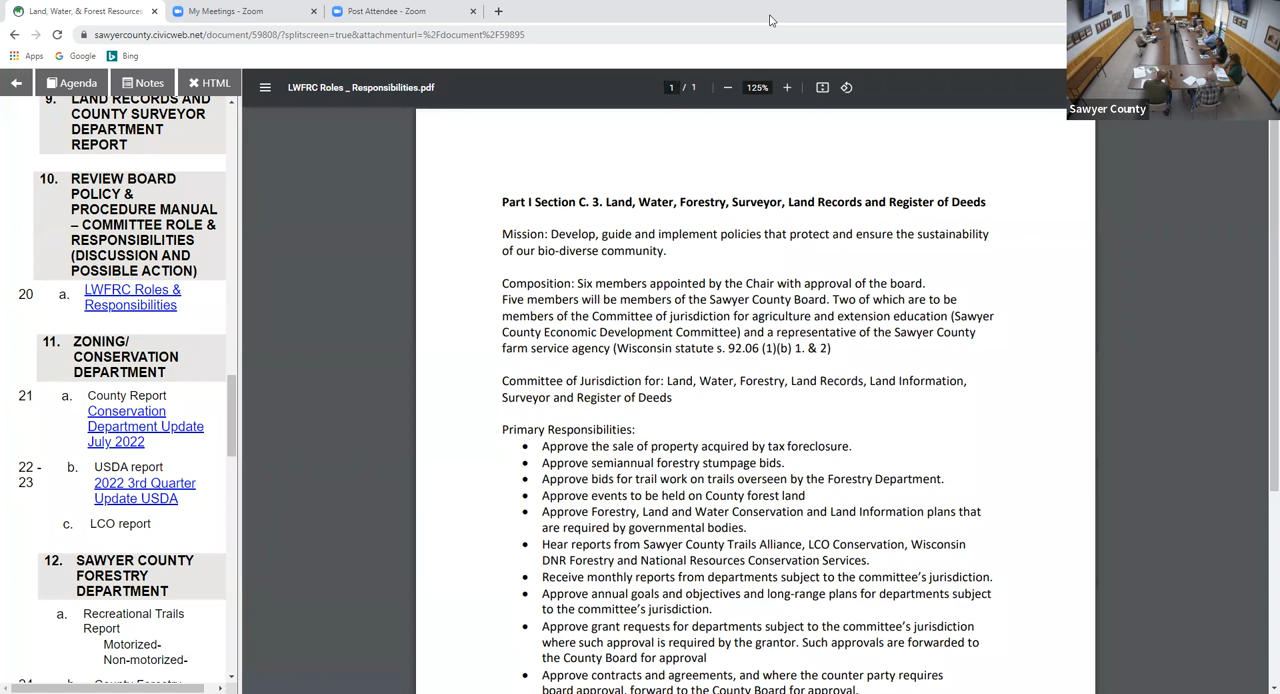 Land, Water, & Forest Resources
My Meetings - Zoom
Post Attendee - Zoom
sawyercounty.civicweb.net/document/59808/?splitscreen=true&attachmenturl=%2Fdocument%2F59895
Apps
Google
Bing
Agenda
Notes
HTML
9. LAND RECORDS AND
COUNTY SURVEYOR
DEPARTMENT
REPORT
10. REVIEW BOARD
POLICY &
PROCEDURE MANUAL
– COMMITTEE ROLE &
RESPONSIBILITIES
(DISCUSSION AND
POSSIBLE ACTION)
20 a. LWFRC Roles &
Responsibilities
11. ZONING/
CONSERVATION
DEPARTMENT
21 a. County Report
Conservation
Department Update
July 2022
22 - b. USDA report
23 2022 3rd Quarter
Update USDA
c. LCO report
12. SAWYER COUNTY
FORESTRY
DEPARTMENT
a. Recreational Trails
Report
Motorized-
Non-motorized-
LWFRC Roles _ Responsibilities.pdf
1 / 1
125%
Sawyer County
Part I Section C. 3. Land, Water, Forestry, Surveyor, Land Records and Register of Deeds
Mission: Develop, guide and implement policies that protect and ensure the sustainability
of our bio-diverse community.
Composition: Six members appointed by the Chair with approval of the board.
Five members will be members of the Sawyer County Board. Two of which are to be
members of the Committee of jurisdiction for agriculture and extension education (Sawyer
County Economic Development Committee) and a representative of the Sawyer County
farm service agency (Wisconsin statute s. 92.06 (1)(b) 1. & 2)
Committee of Jurisdiction for: Land, Water, Forestry, Land Records, Land Information,
Surveyor and Register of Deeds
Primary Responsibilities:
• Approve the sale of property acquired by tax foreclosure.
• Approve semiannual forestry stumpage bids.
• Approve bids for trail work on trails overseen by the Forestry Department.
• Approve events to be held on County forest land
• Approve Forestry, Land and Water Conservation and Land Information plans that
are required by governmental bodies.
• Hear reports from Sawyer County Trails Alliance, LCO Conservation, Wisconsin
DNR Forestry and National Resources Conservation Services.
• Receive monthly reports from departments subject to the committee's jurisdiction.
• Approve annual goals and objectives and long-range plans for departments subject
to the committee's jurisdiction.
• Approve grant requests for departments subject to the committee's jurisdiction
where such approval is required by the grantor. Such approvals are forwarded to
the County Board for approval
• Approve contracts and agreements, and where the counter party requires
board approval, forward to the County Board for approval.